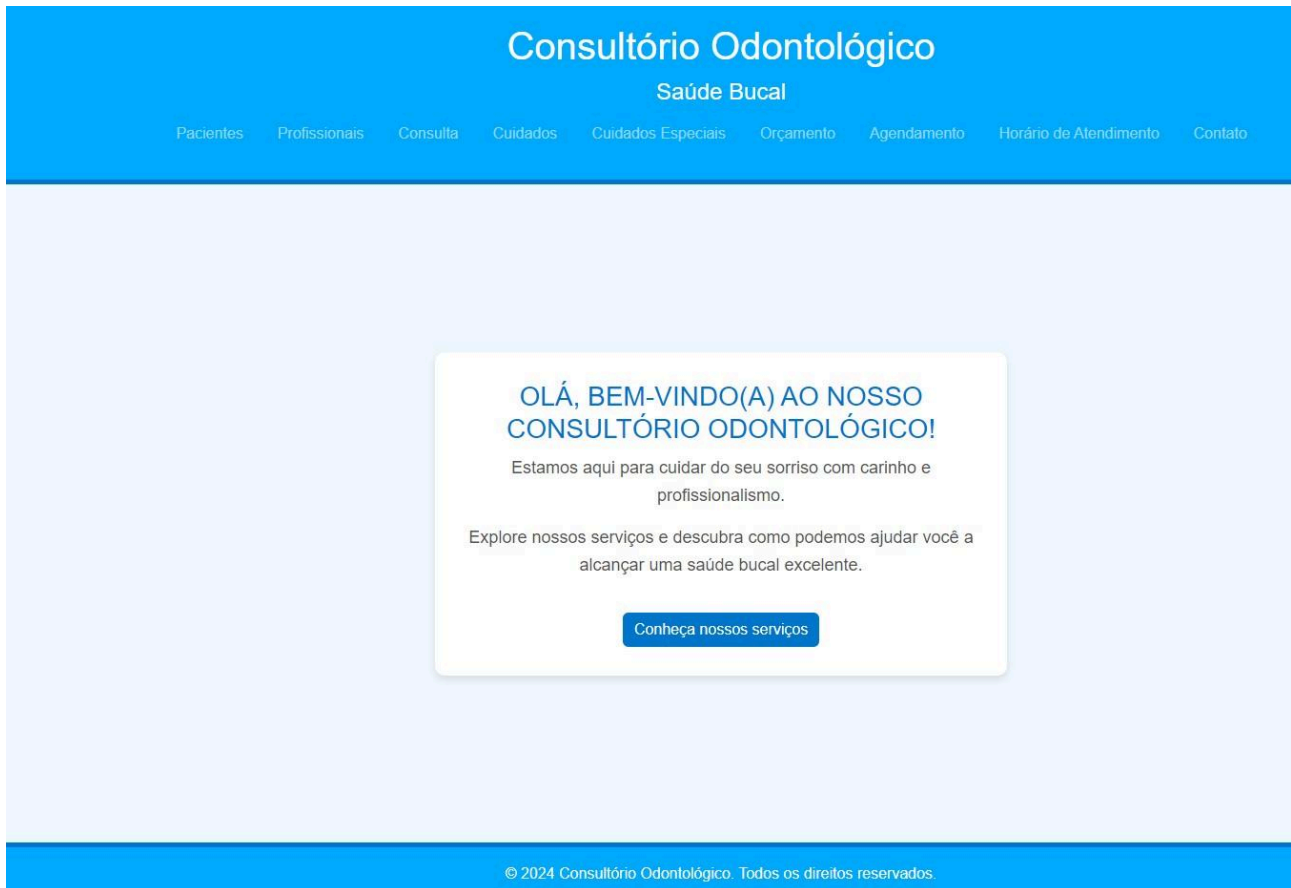 Consultório Odontológico
Saúde Bucal
Pacientes Profissionais Consulta Cuidados Cuidados Especiais Orçamento Agendamento Horário de Atendimento Contato
OLÁ, BEM-VINDO(A) AO NOSSO
CONSULTÓRIO ODONTOLÓGICO!
Estamos aqui para cuidar do seu sorriso com carinho e
profissionalismo.
Explore nossos serviços e descubra como podemos ajudar você a
alcançar uma saúde bucal excelente.
Conheça nossos serviços
© 2024 Consultório Odontológico. Todos os direitos reservados.